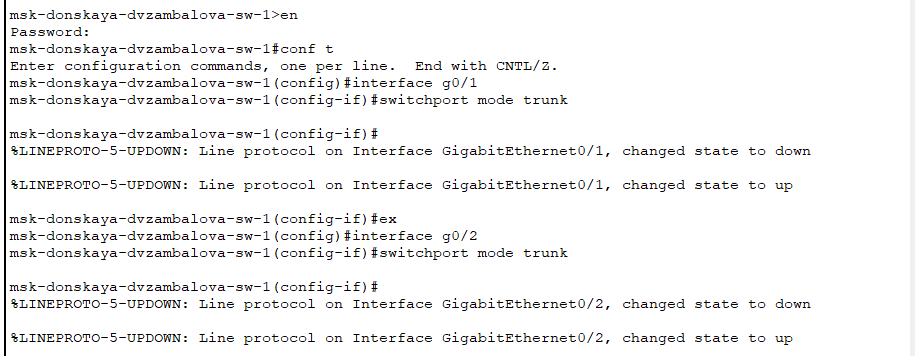 msk-donskaya-dvzambalova-sw-1>en
Password:
msk-donskaya-dvzambalova-sw-1#conf t
Enter configuration commands, one per line.  End with CNTL/Z.
msk-donskaya-dvzambalova-sw-1(config)#interface g0/1
msk-donskaya-dvzambalova-sw-1(config-if)#switchport mode trunk
msk-donskaya-dvzambalova-sw-1(config-if)#
%LINEPROTO-5-UPDOWN: Line protocol on Interface GigabitEthernet0/1, changed state to down
%LINEPROTO-5-UPDOWN: Line protocol on Interface GigabitEthernet0/1, changed state to up
msk-donskaya-dvzambalova-sw-1(config-if)#ex
msk-donskaya-dvzambalova-sw-1(config)#interface g0/2
msk-donskaya-dvzambalova-sw-1(config-if)#switchport mode trunk
msk-donskaya-dvzambalova-sw-1(config-if)#
%LINEPROTO-5-UPDOWN: Line protocol on Interface GigabitEthernet0/2, changed state to down
%LINEPROTO-5-UPDOWN: Line protocol on Interface GigabitEthernet0/2, changed state to up